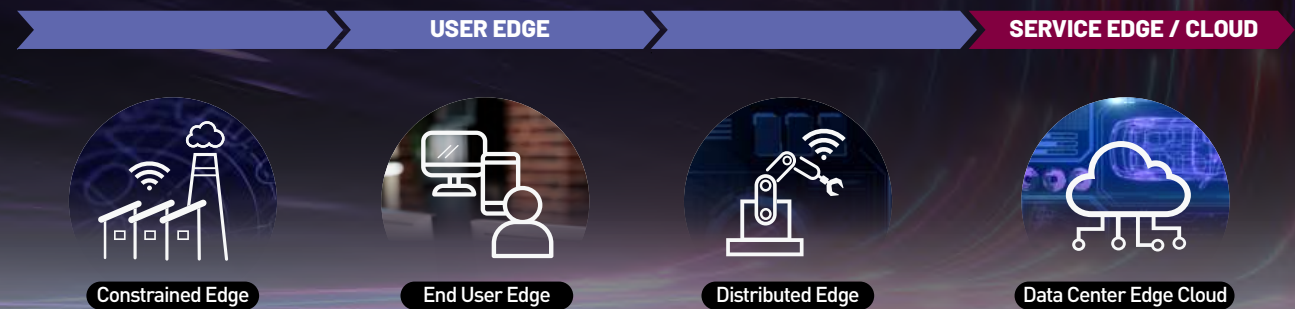 USER EDGE
SERVICE EDGE / CLOUD
Constrained Edge
End User Edge
Distributed Edge
Data Center Edge Cloud